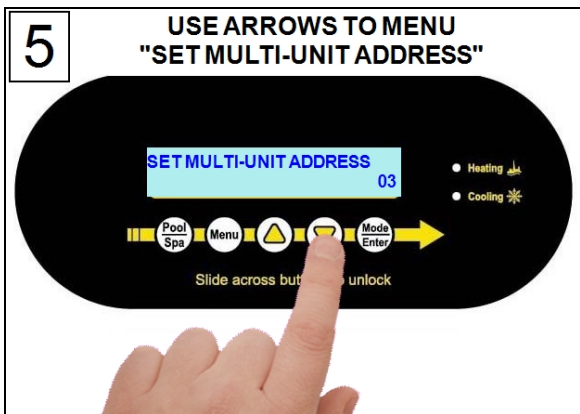 5
USE ARROWS TO MENU
"SET MULTI-UNIT ADDRESS"
SET MULTI-UNIT ADDRESS
03
Heating
Cooling
Pool
Spa
Menu
Mode
Enter
Slide across but o unlock